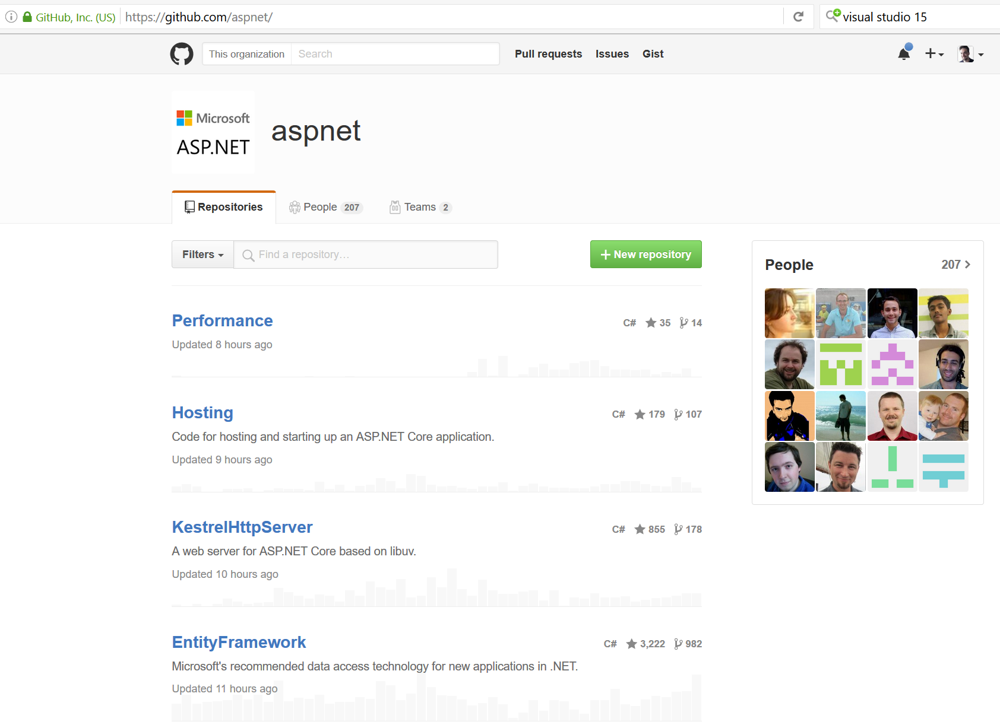 GitHub, Inc. (US) https://github.com/aspnet/ visual studio 15
This organization Search Pull requests Issues Gist
Microsoft
ASP.NET
aspnet
Repositories People 207 Teams 2
Filters Find a repository… New repository
People 207
Performance C# 35 14
Updated 8 hours ago
Hosting C# 179 107
Code for hosting and starting up an ASP.NET Core application.
Updated 9 hours ago
KestrelHttpServer C# 855 178
A web server for ASP.NET Core based on libuv.
Updated 10 hours ago
EntityFramework C# 3,222 982
Microsoft's recommended data access technology for new applications in .NET.
Updated 11 hours ago